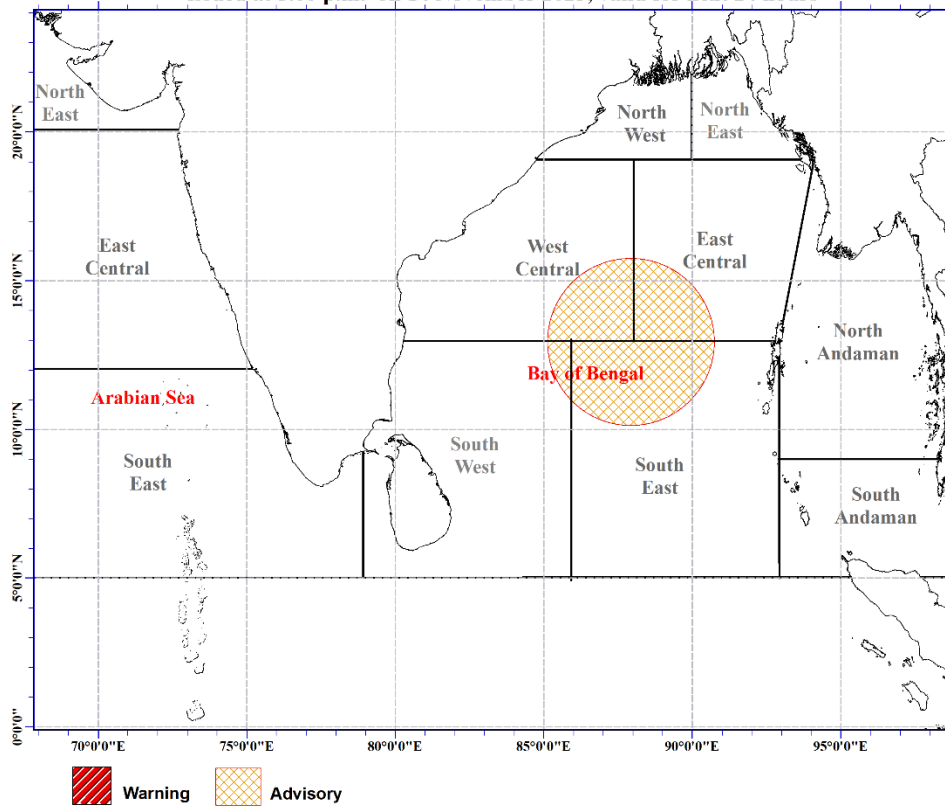 North
East
North
West
North
East
East
Central
West
Central
East
Central
North
Andaman
Arabian Sea
Bay of Bengal
South
East
South
West
South
East
South
Andaman
20°0'0"N
15°0'0"N
10°0'0"N
5°0'0"N
0°0'0"
70°0'0"E
75°0'0"E
80°0'0"E
85°0'0"E
90°0'0"E
95°0'0"E
Warning
Advisory